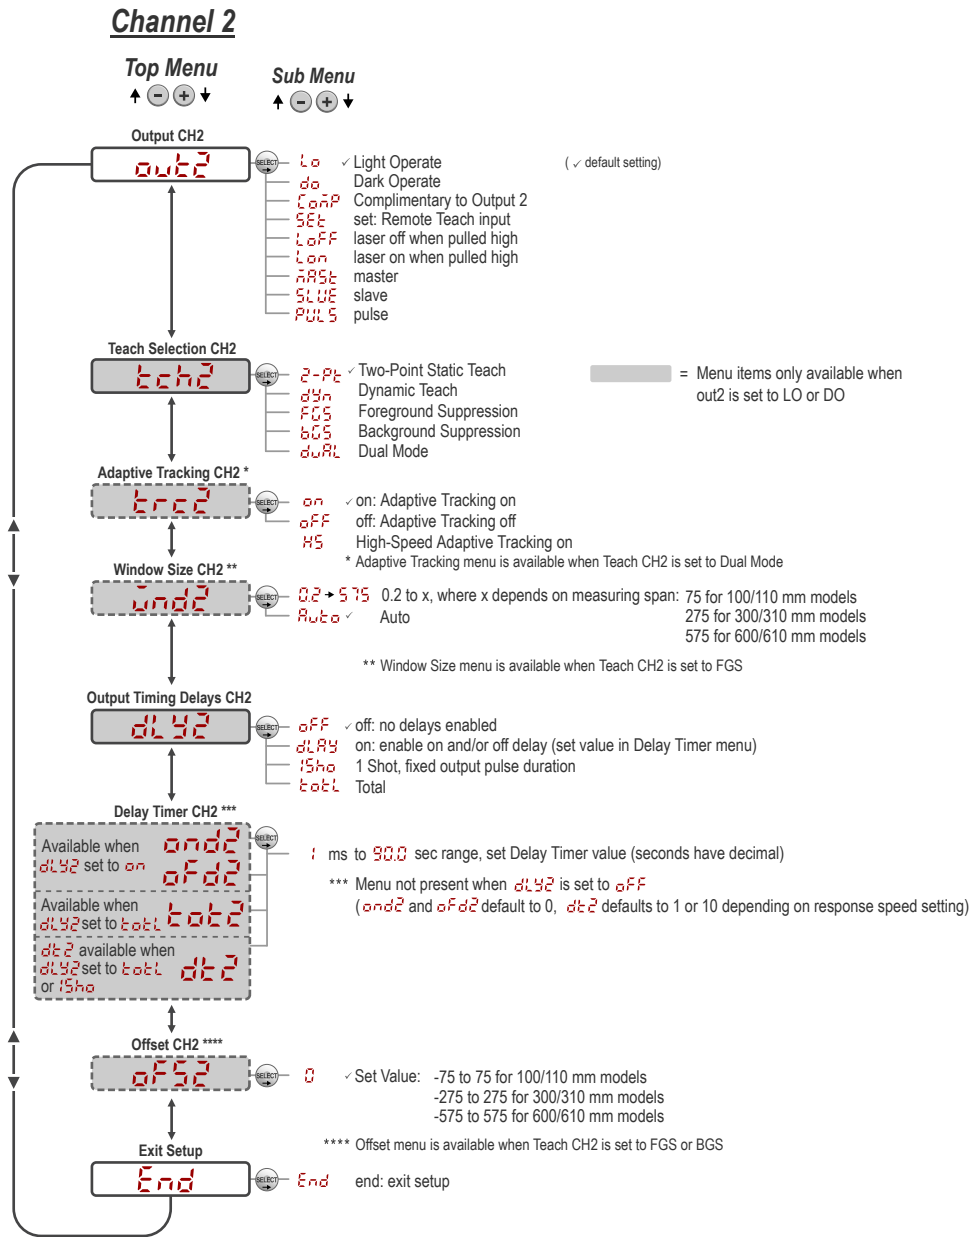 Channel 2
Top Menu
Sub Menu
- +
- +
Output CH2
out2
SELECT
Lo ✓ Light Operate
( ✓ default setting)
do Dark Operate
ComP Complimentary to Output 2
SEt set: Remote Teach input
LoFF laser off when pulled high
Lon laser on when pulled high
mASt master
SLUE slave
PULS pulse
Teach Selection CH2
tch2
SELECT
2-Pt ✓ Two-Point Static Teach
dYn Dynamic Teach
FGS Foreground Suppression
bGS Background Suppression
duAL Dual Mode
= Menu items only available when
out2 is set to LO or DO
Adaptive Tracking CH2 *
trc2
SELECT
on ✓ on: Adaptive Tracking on
oFF off: Adaptive Tracking off
HS High-Speed Adaptive Tracking on
* Adaptive Tracking menu is available when Teach CH2 is set to Dual Mode
Window Size CH2 **
wnd2
SELECT
0.2 → 575 0.2 to x, where x depends on measuring span: 75 for 100/110 mm models
Auto ✓ Auto
275 for 300/310 mm models
575 for 600/610 mm models
** Window Size menu is available when Teach CH2 is set to FGS
Output Timing Delays CH2
dLY2
SELECT
oFF ✓ off: no delays enabled
dLAY on: enable on and/or off delay (set value in Delay Timer menu)
1Sho 1 Shot, fixed output pulse duration
totL Total
Delay Timer CH2 ***
Available when
dLY2 set to on
ond2
oFd2
SELECT
Available when
dLY2 set to totL
tot2
dt2 available when
dLY2 set to totL
or 1Sho
dt2
1 ms to 90.0 sec range, set Delay Timer value (seconds have decimal)
*** Menu not present when dLY2 is set to oFF
(ond2 and oFd2 default to 0, dt2 defaults to 1 or 10 depending on response speed setting)
Offset CH2 ****
oFS2
SELECT
0 ✓ Set Value: -75 to 75 for 100/110 mm models
-275 to 275 for 300/310 mm models
-575 to 575 for 600/610 mm models
**** Offset menu is available when Teach CH2 is set to FGS or BGS
Exit Setup
End
SELECT
End end: exit setup